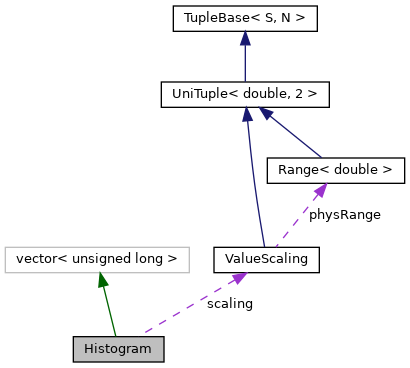 TupleBase< S, N >
UniTuple< double, 2 >
Range< double >
physRange
vector< unsigned long >
ValueScaling
scaling
Histogram